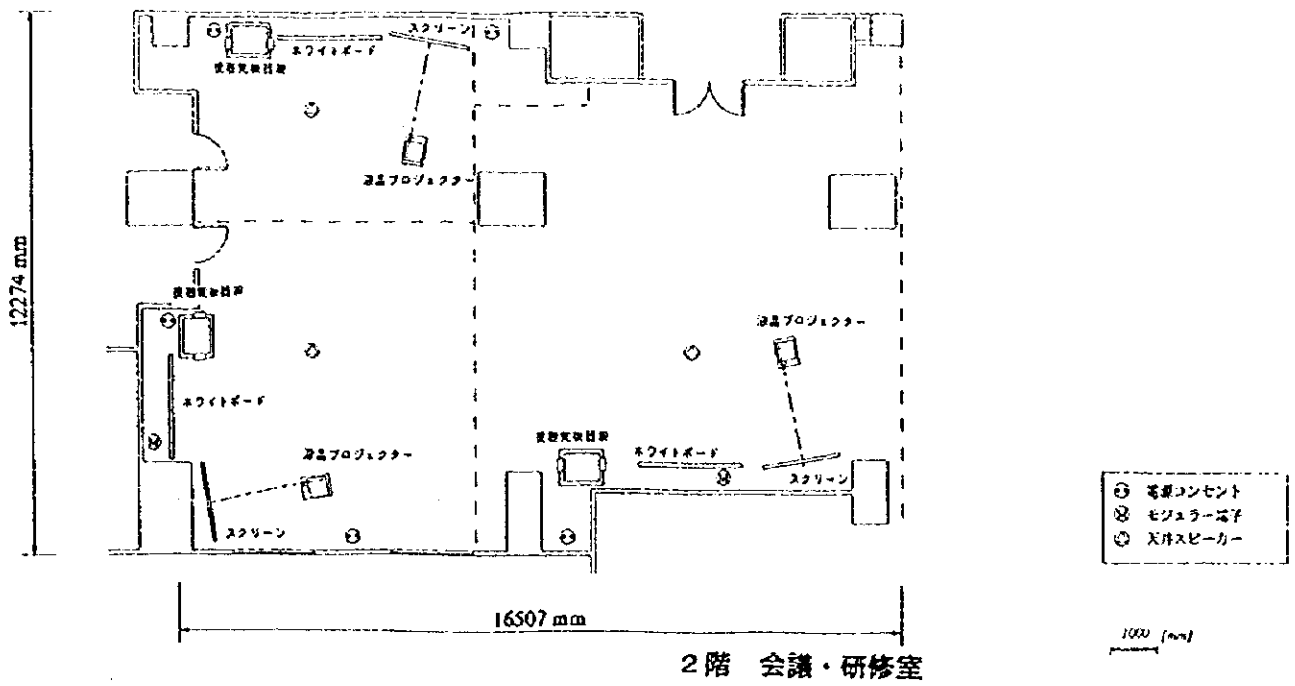 スクリーン
ホワイトボード
液晶プロジェクター
12274 mm
液晶プロジェクター
ホワイトボード
ホワイトボード
液晶プロジェクター
スクリーン
スクリーン
電源コンセント
モジュラー端子
天井スピーカー
16507 mm
1000 [mm]
2階 会議・研修室